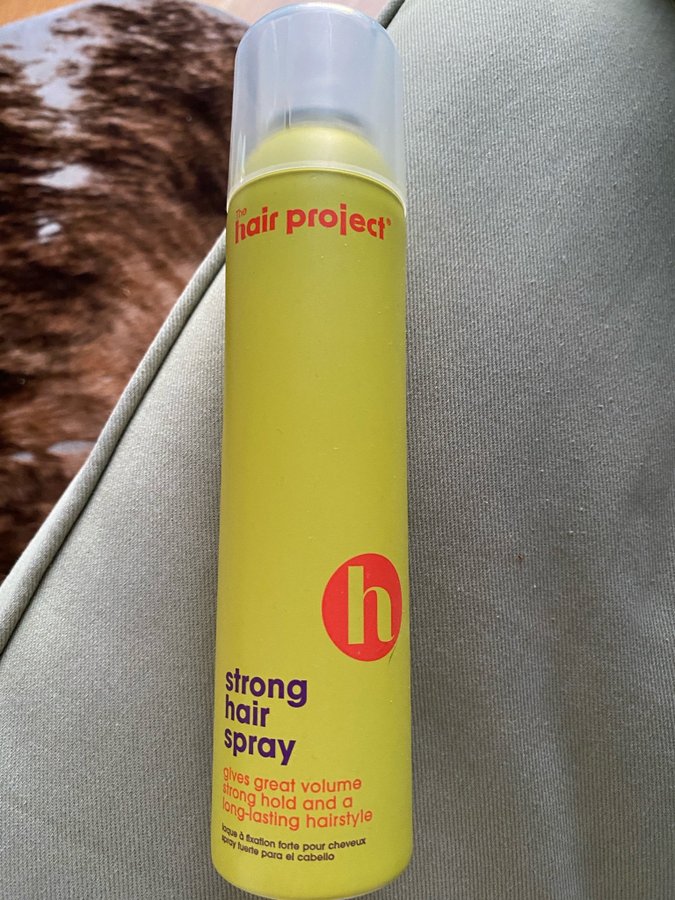 The
hair project®
h
strong
hair
spray
gives great volume
strong hold and a
long-lasting hairstyle
laque à fixation forte pour cheveux
spray fuerte para el cabello